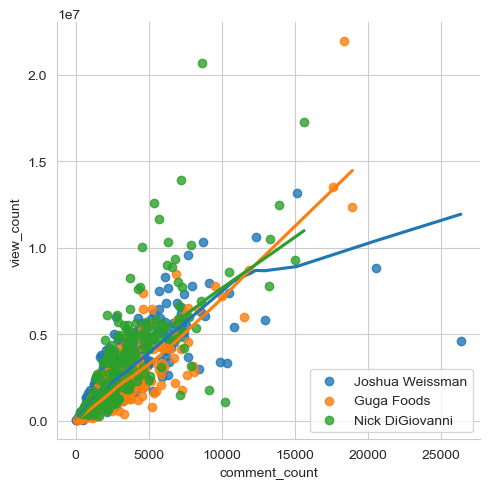 1e7
2.0
1.5
1.0
0.5
0.0
view_count
0
5000
10000
15000
20000
25000
comment_count
Joshua Weissman
Guga Foods
Nick DiGiovanni